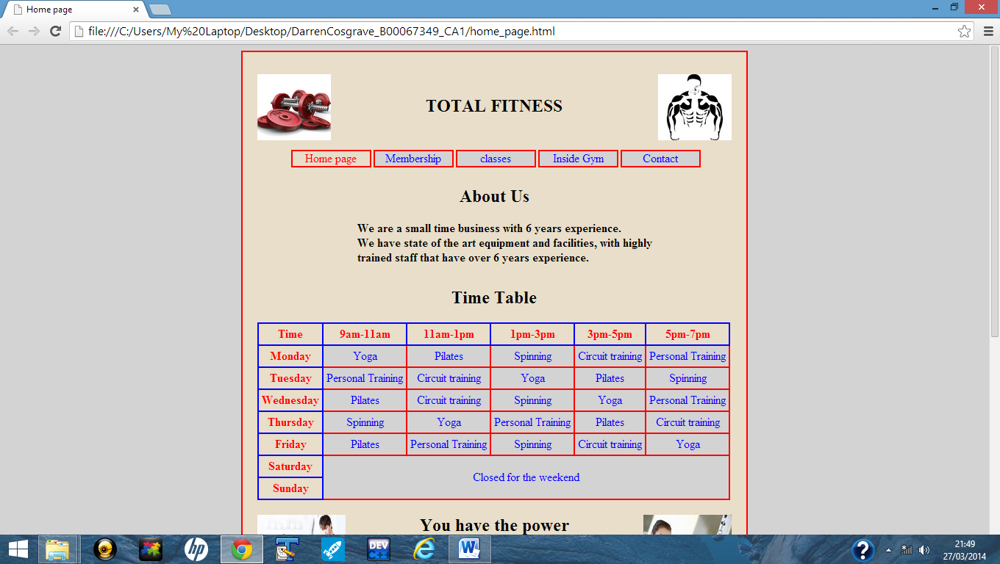 Home page
file:///C:/Users/My%20Laptop/Desktop/DarrenCosgrave_B00067349_CA1/home_page.html
TOTAL FITNESS
Home page Membership classes Inside Gym Contact
About Us
We are a small time business with 6 years experience.
We have state of the art equipment and facilities, with highly
trained staff that have over 6 years experience.
Time Table
Time 9am-11am 11am-1pm 1pm-3pm 3pm-5pm 5pm-7pm
Monday Yoga Pilates Spinning Circuit training Personal Training
Tuesday Personal Training Circuit training Yoga Pilates Spinning
Wednesday Pilates Circuit training Spinning Yoga Personal Training
Thursday Spinning Yoga Personal Training Pilates Circuit training
Friday Pilates Personal Training Spinning Circuit training Yoga
Saturday
Closed for the weekend
Sunday
You have the power
hp
DEV
C++
W
21:49
27/03/2014